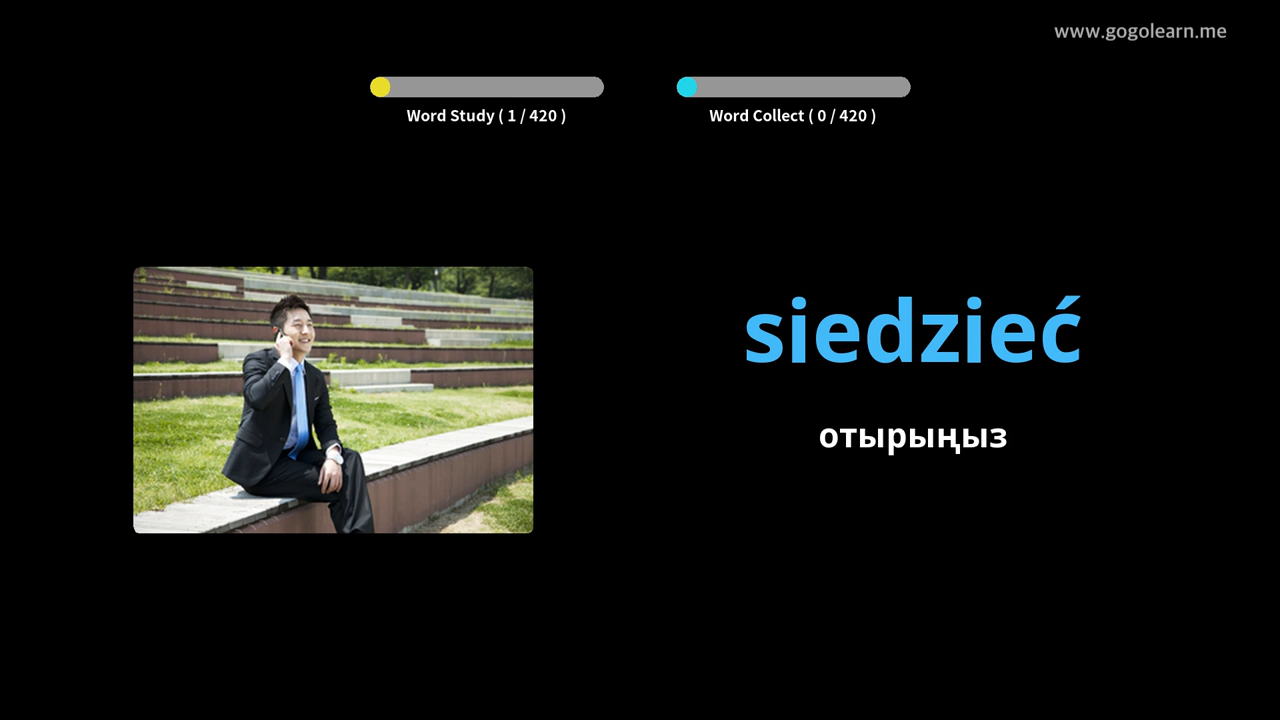 www.gogolearn.me
Word Study ( 1 / 420 )
Word Collect ( 0 / 420 )
siedzieć
отырыңыз